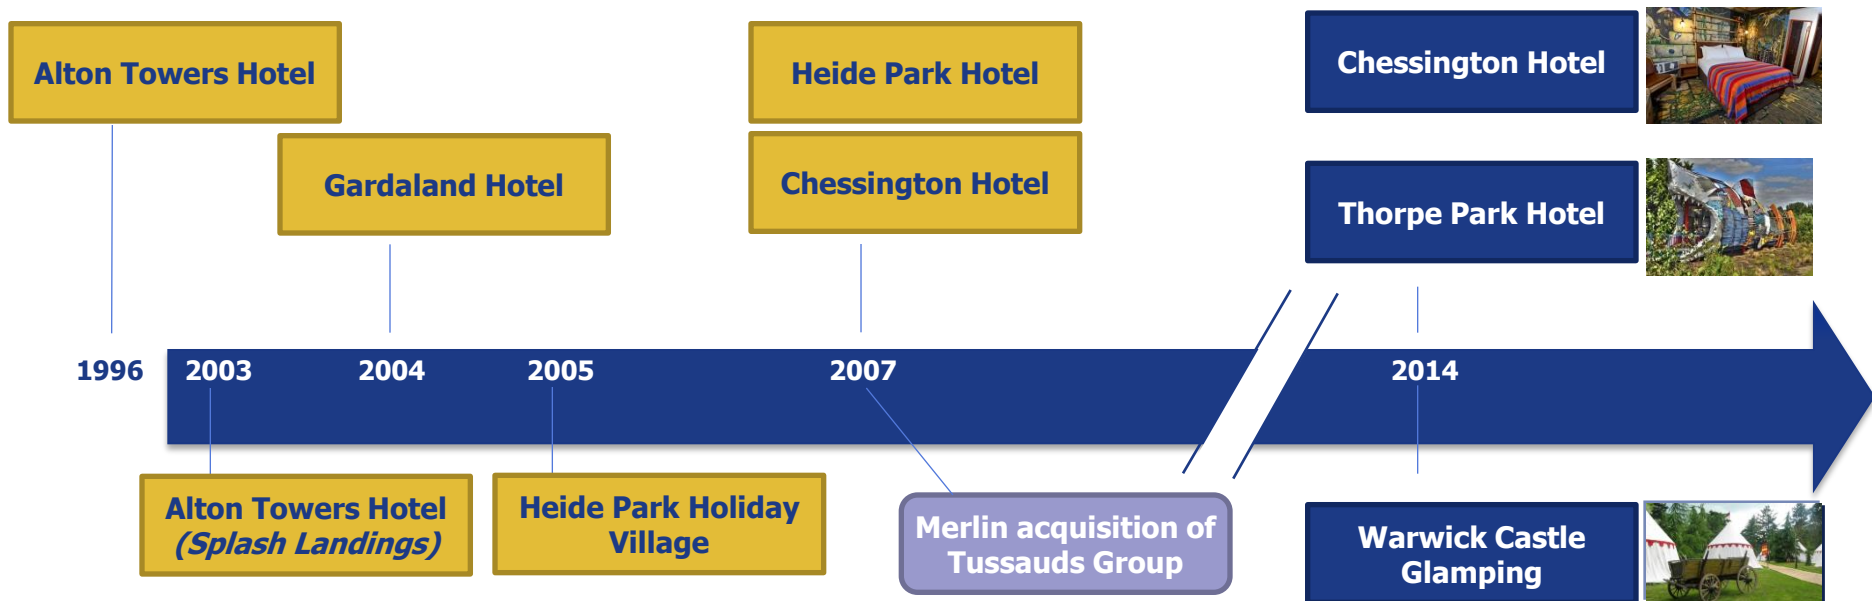 Alton Towers Hotel
Gardaland Hotel
Heide Park Hotel
Chessington Hotel
Chessington Hotel
Thorpe Park Hotel
1996
2003
2004
2005
2007
2014
Alton Towers Hotel
(Splash Landings)
Heide Park Holiday
Village
Merlin acquisition of
Tussauds Group
Warwick Castle
Glamping